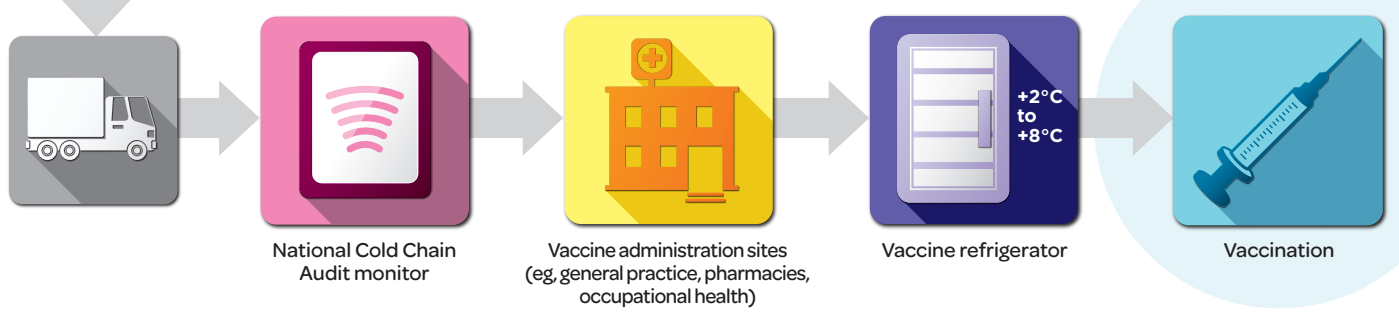 +2°C
to
+8°C
National Cold Chain
Audit monitor
Vaccine administration sites
(eg, general practice, pharmacies,
occupational health)
Vaccine refrigerator
Vaccination